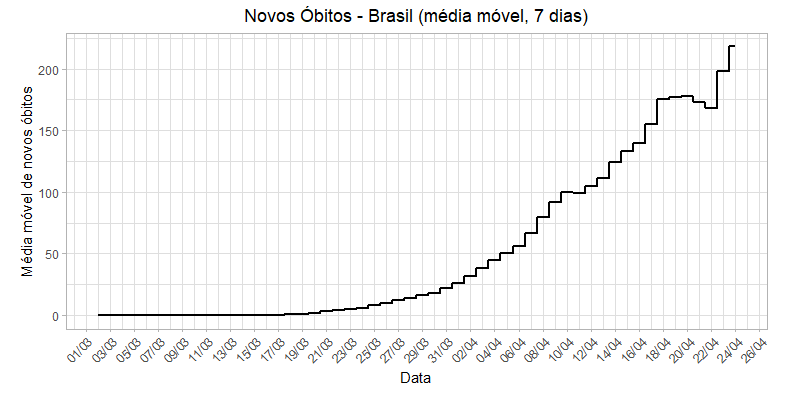 Novos Óbitos - Brasil (média móvel, 7 dias)
Média móvel de novos óbitos
200
150
100
50
0
01/03 03/03 05/03 07/03 09/03 11/03 13/03 15/03 17/03 19/03 21/03 23/03 25/03 27/03 29/03 31/03 02/04 04/04 06/04 08/04 10/04 12/04 14/04 16/04 18/04 20/04 22/04 24/04 26/04
Data